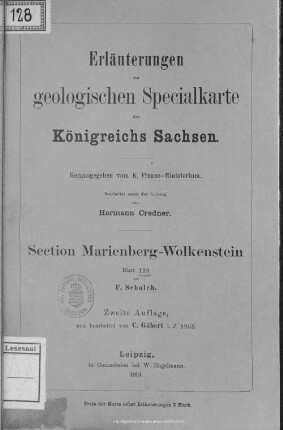 128
Erläuterungen
zur
geologischen Specialkarte
des
Königreichs Sachsen.
Herausgegeben vom K. Finanz-Ministerium.
Bearbeitet unter der Leitung
von
Hermann Credner.
Section Marienberg-Wolkenstein
Blatt 128
von
F. Schalch.
Zweite Auflage,
neu bearbeitet von C. Gäbert i. J.
Leipzig,
in Commission bei W. Engelmann.
Lesesaal
Preis der Karte nebst Erläuterungen 3 Mark.